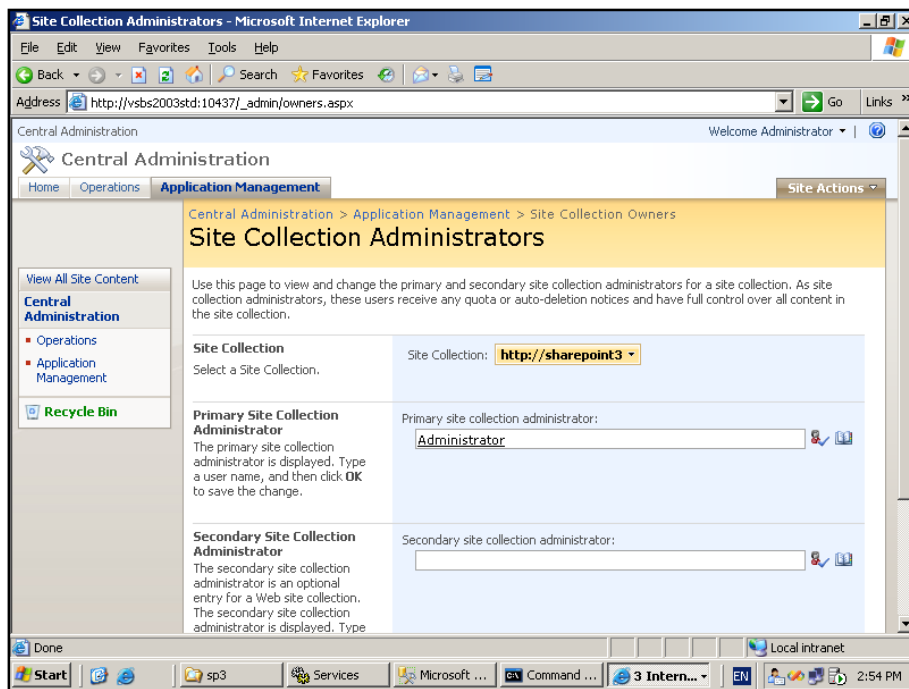 Site Collection Administrators - Microsoft Internet Explorer
File Edit View Favorites Tools Help
Back Search Favorites
Address http://vsbs2003std:10437/_admin/owners.aspx Go Links »
Central Administration Welcome Administrator
Central Administration
Home Operations Application Management Site Actions
Central Administration > Application Management > Site Collection Owners
Site Collection Administrators
View All Site Content
Central
Administration
Operations
Application
Management
Recycle Bin
Use this page to view and change the primary and secondary site collection administrators for a site collection. As site
collection administrators, these users receive any quota or auto-deletion notices and have full control over all content in
the site collection.
Site Collection
Select a Site Collection.
Site Collection: http://sharepoint3
Primary Site Collection
Administrator
The primary site collection
administrator is displayed. Type
a user name, and then click OK
to save the change.
Primary site collection administrator:
Administrator
Secondary Site Collection
Administrator
The secondary site collection
administrator is an optional
entry for a Web site collection.
The secondary site collection
administrator is displayed. Type
Secondary site collection administrator:
Done Local intranet
Start sp3 Services Microsoft ... Command ... 3 Intern... EN 2:54 PM